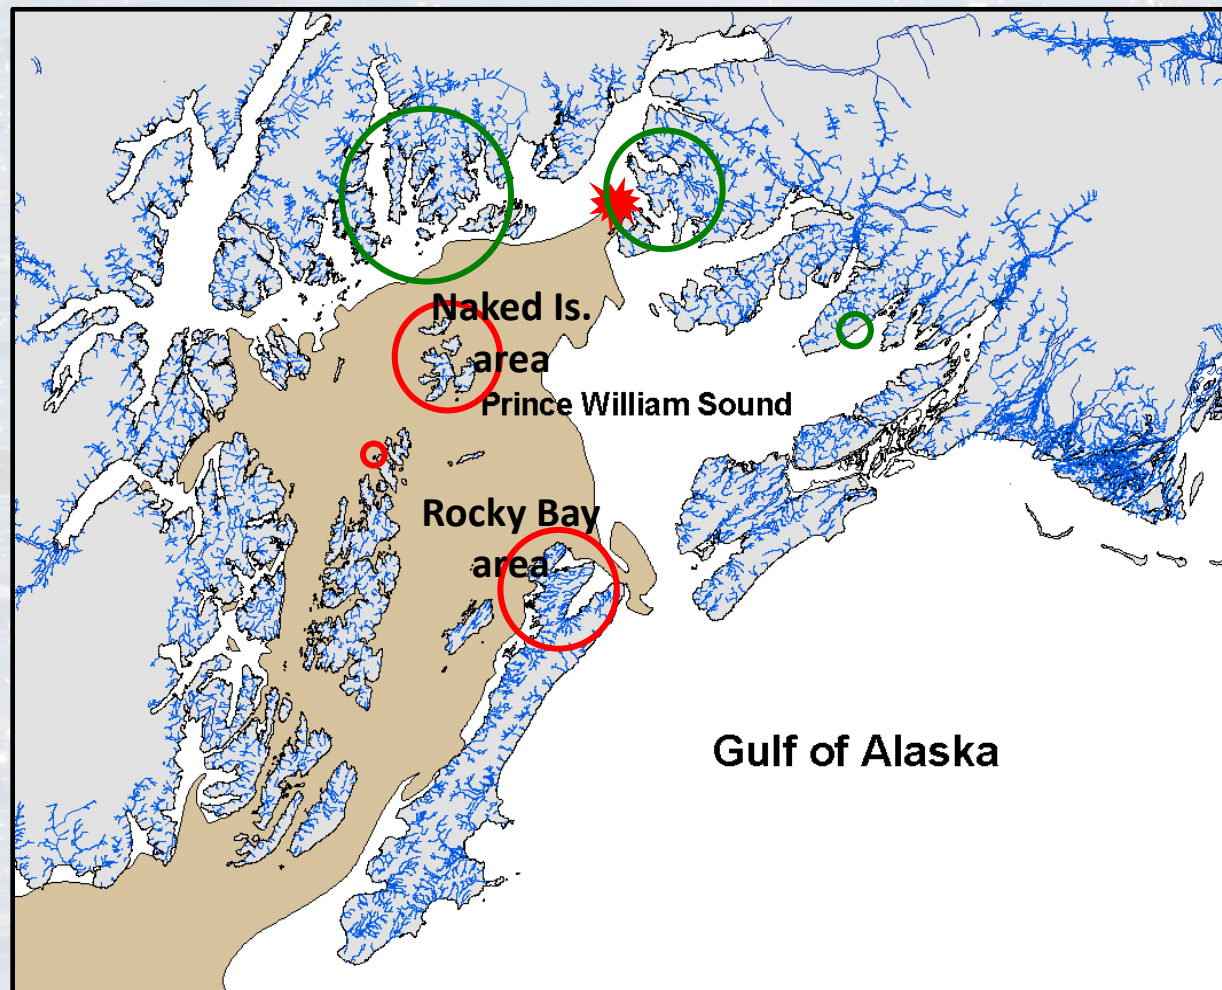 Naked Is.
area
Prince William Sound
Rocky Bay
area
Gulf of Alaska